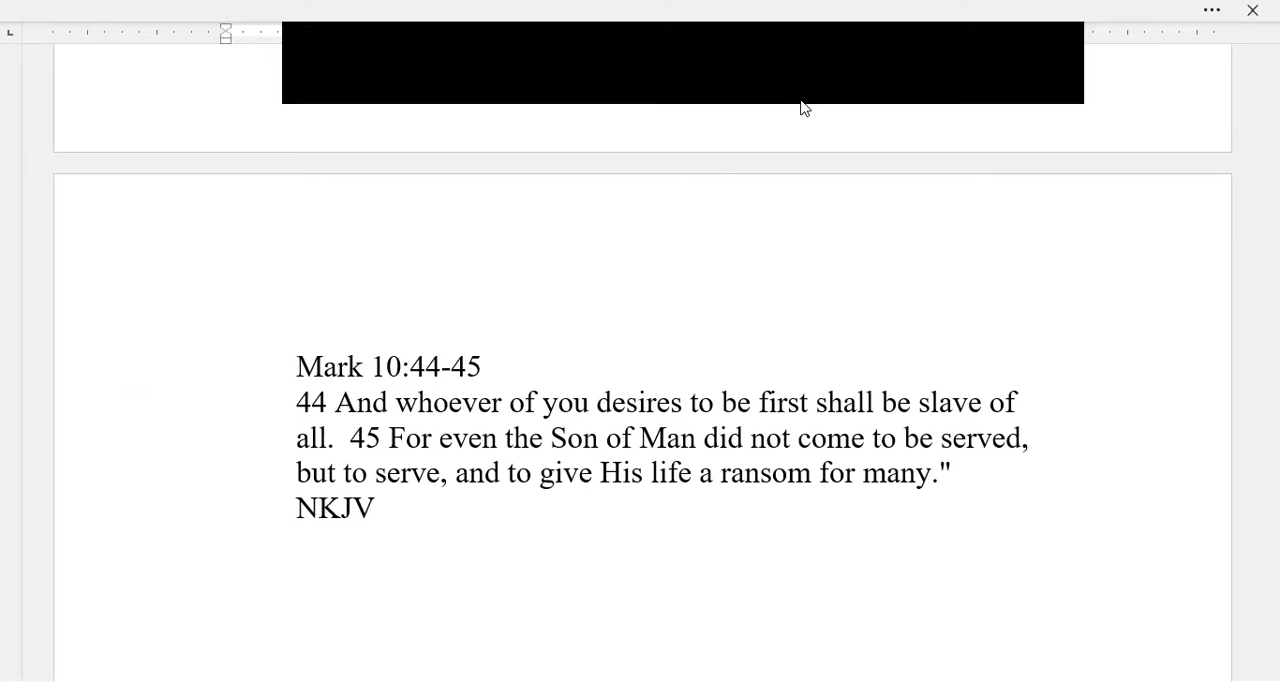 Mark 10:44-45
44 And whoever of you desires to be first shall be slave of
all.  45 For even the Son of Man did not come to be served,
but to serve, and to give His life a ransom for many."
NKJV